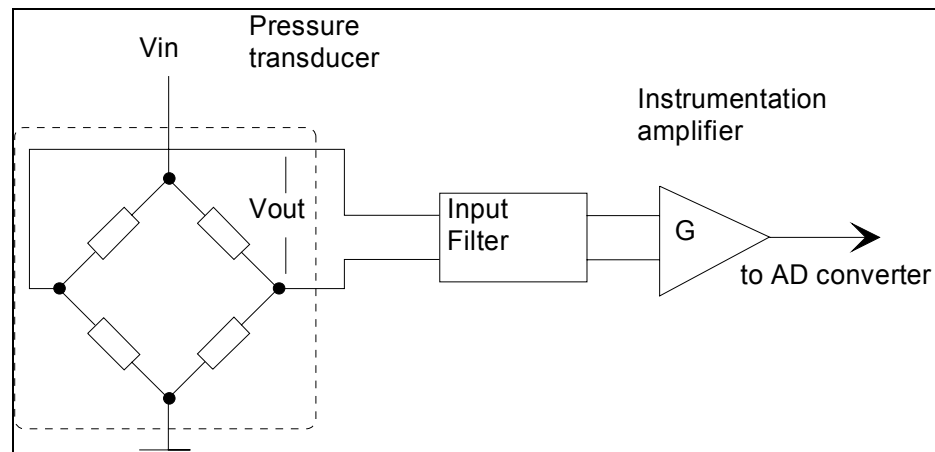 Pressure
transducer
Vin
Instrumentation
amplifier
Vout
Input
Filter
G
to AD converter